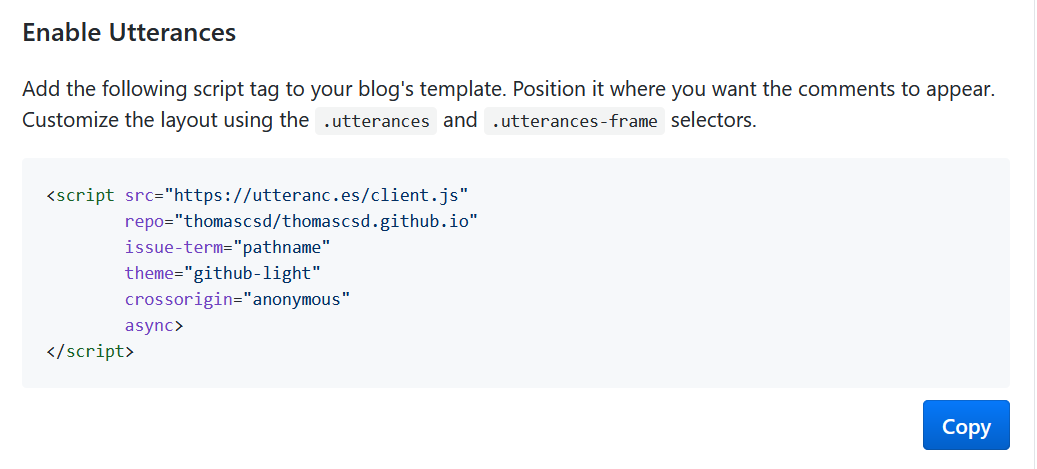 Enable Utterances
Add the following script tag to your blog's template. Position it where you want the comments to appear.
Customize the layout using the .utterances and .utterances-frame selectors.
<script src="https://utteranc.es/client.js"
        repo="thomascsd/thomascsd.github.io"
        issue-term="pathname"
        theme="github-light"
        crossorigin="anonymous"
        async>
</script>
Copy